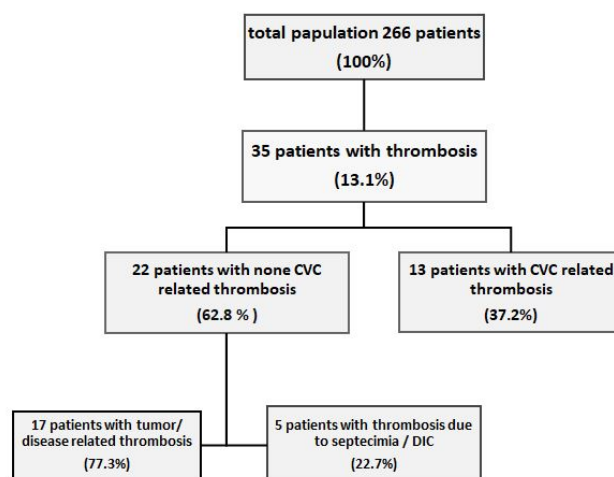 total papulation 266 patients
(100%)
35 patients with thrombosis
(13.1%)
22 patients with none CVC
related thrombosis
(62.8 % )
13 patients with CVC related
thrombosis
(37.2%)
17 patients with tumor/
disease related thrombosis
(77.3%)
5 patients with thrombosis due
to septecimia / DIC
(22.7%)